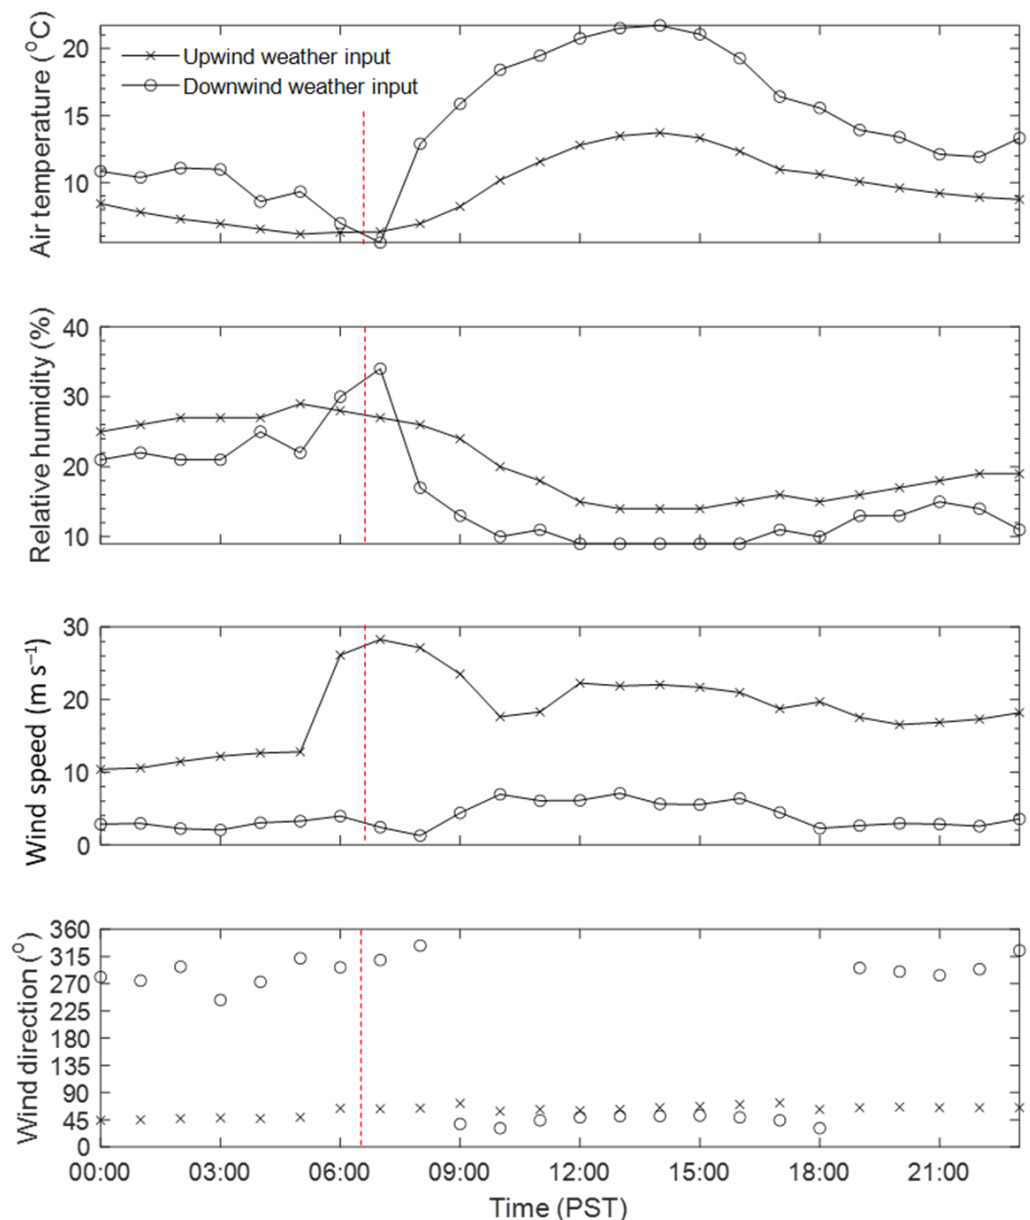 Air temperature (°C)
20
15
10
Upwind weather input
Downwind weather input
Relative humidity (%)
40
30
20
10
Wind speed (m s⁻¹)
30
20
10
0
Wind direction (°)
360
315
270
225
180
135
90
45
0
00:00 03:00 06:00 09:00 12:00 15:00 18:00 21:00
Time (PST)